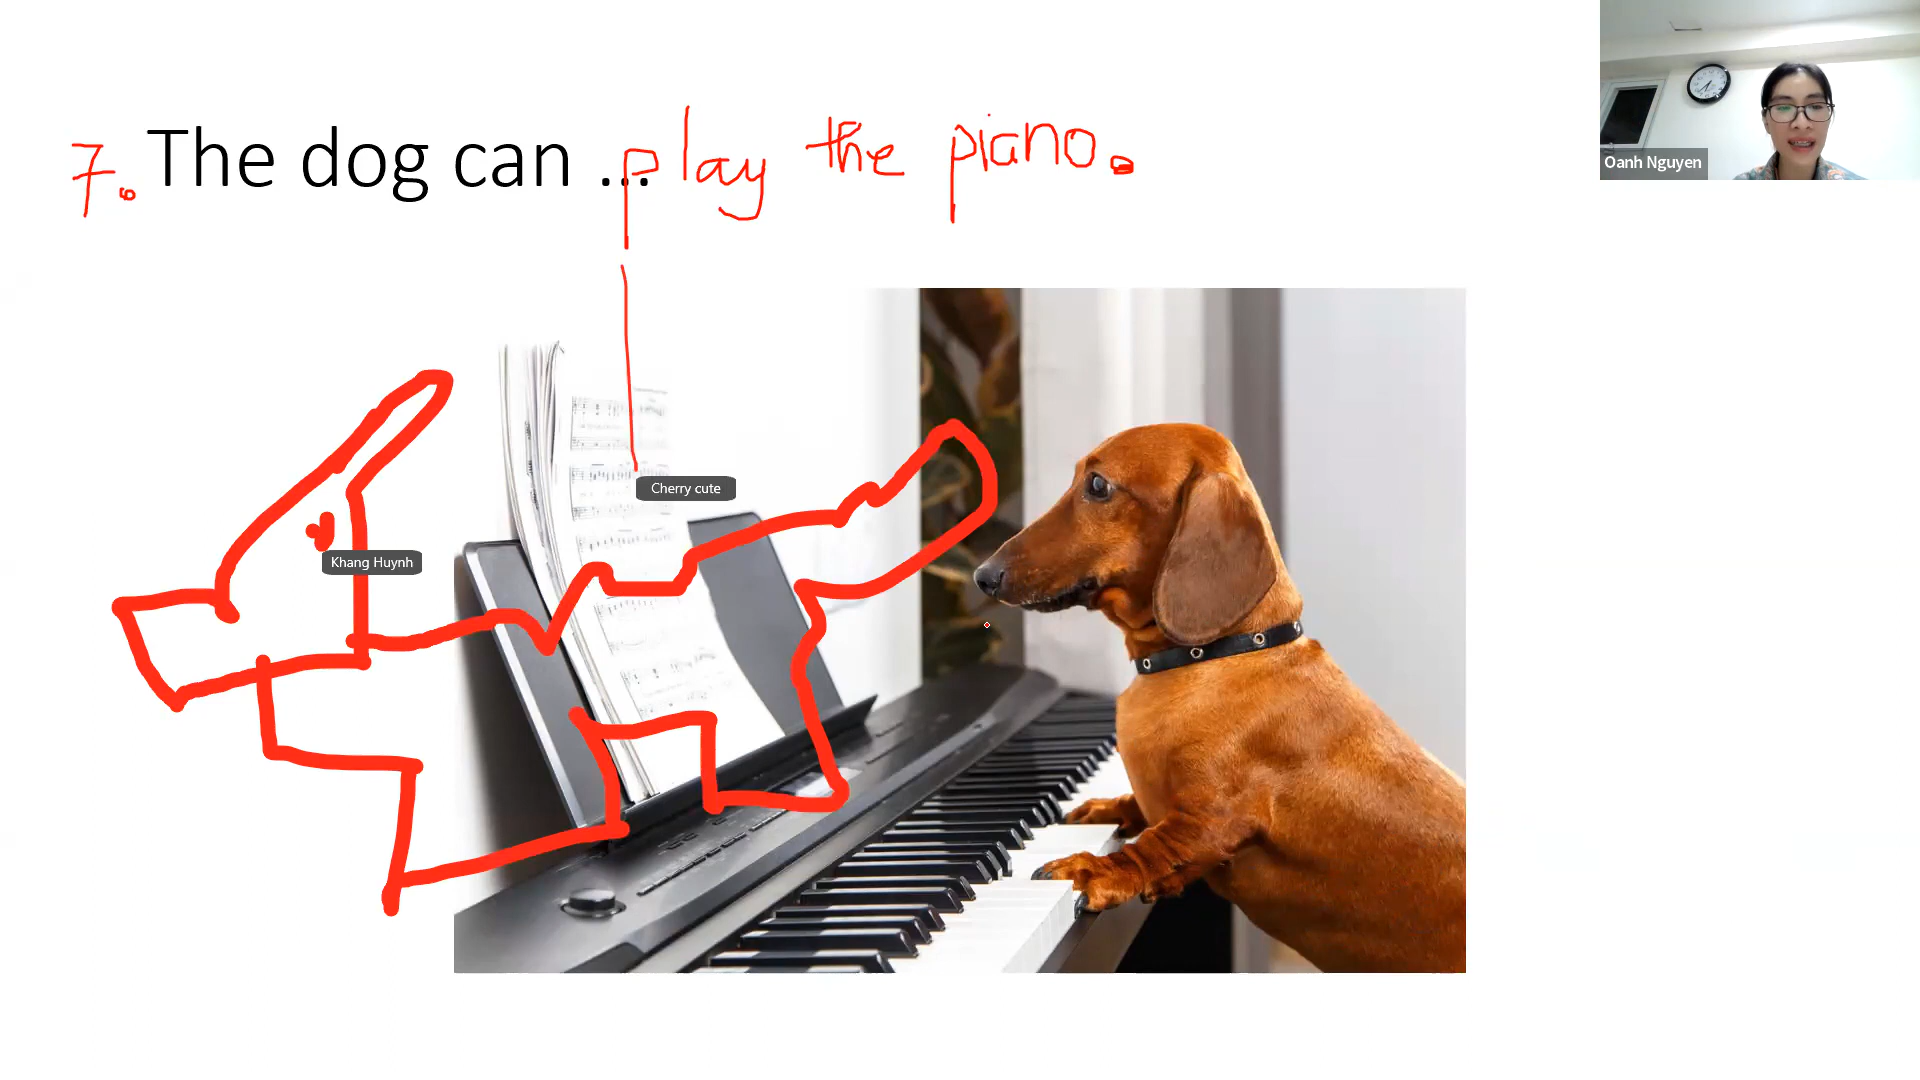 7. The dog can ... play the piano.
Oanh Nguyen
Cherry cute
Khang Huynh